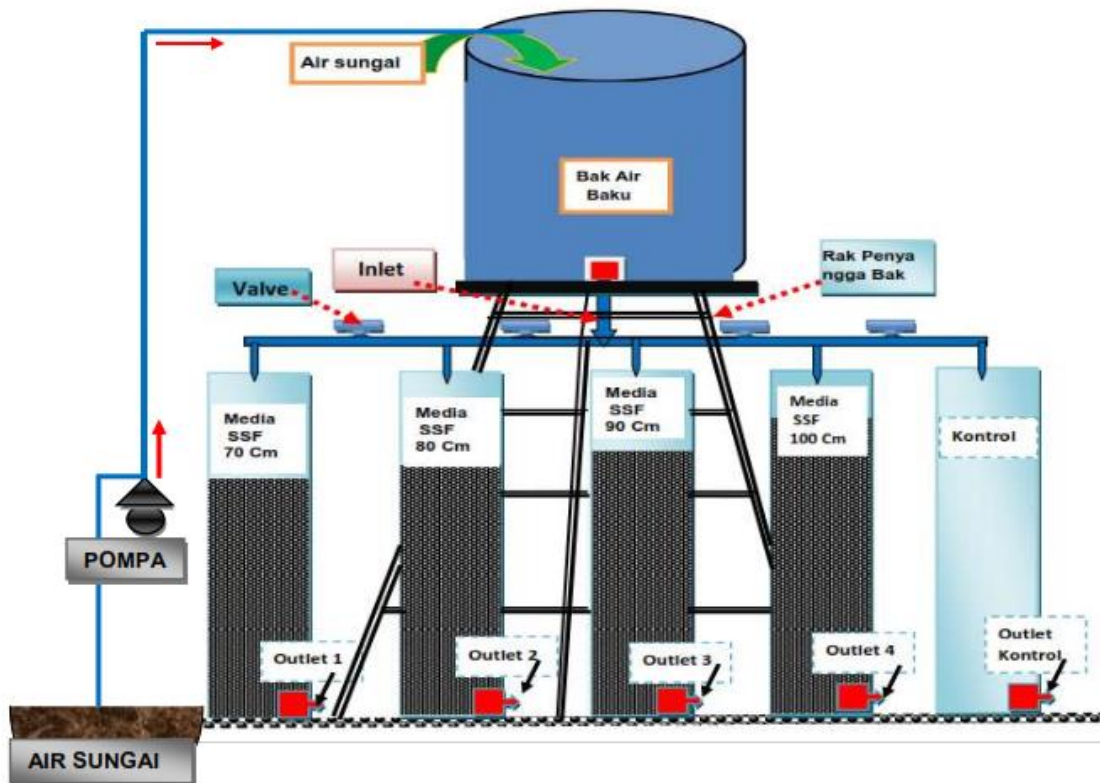 Air sungai
Bak Air
Baku
Inlet
Valve
Rak Penya
ngga Bak
Media
SSF
70 Cm
Media
SSF
80 Cm
Media
SSF
90 Cm
Media
SSF
100 Cm
Kontrol
POMPA
Outlet 1
Outlet 2
Outlet 3
Outlet 4
Outlet
Kontrol
AIR SUNGAI